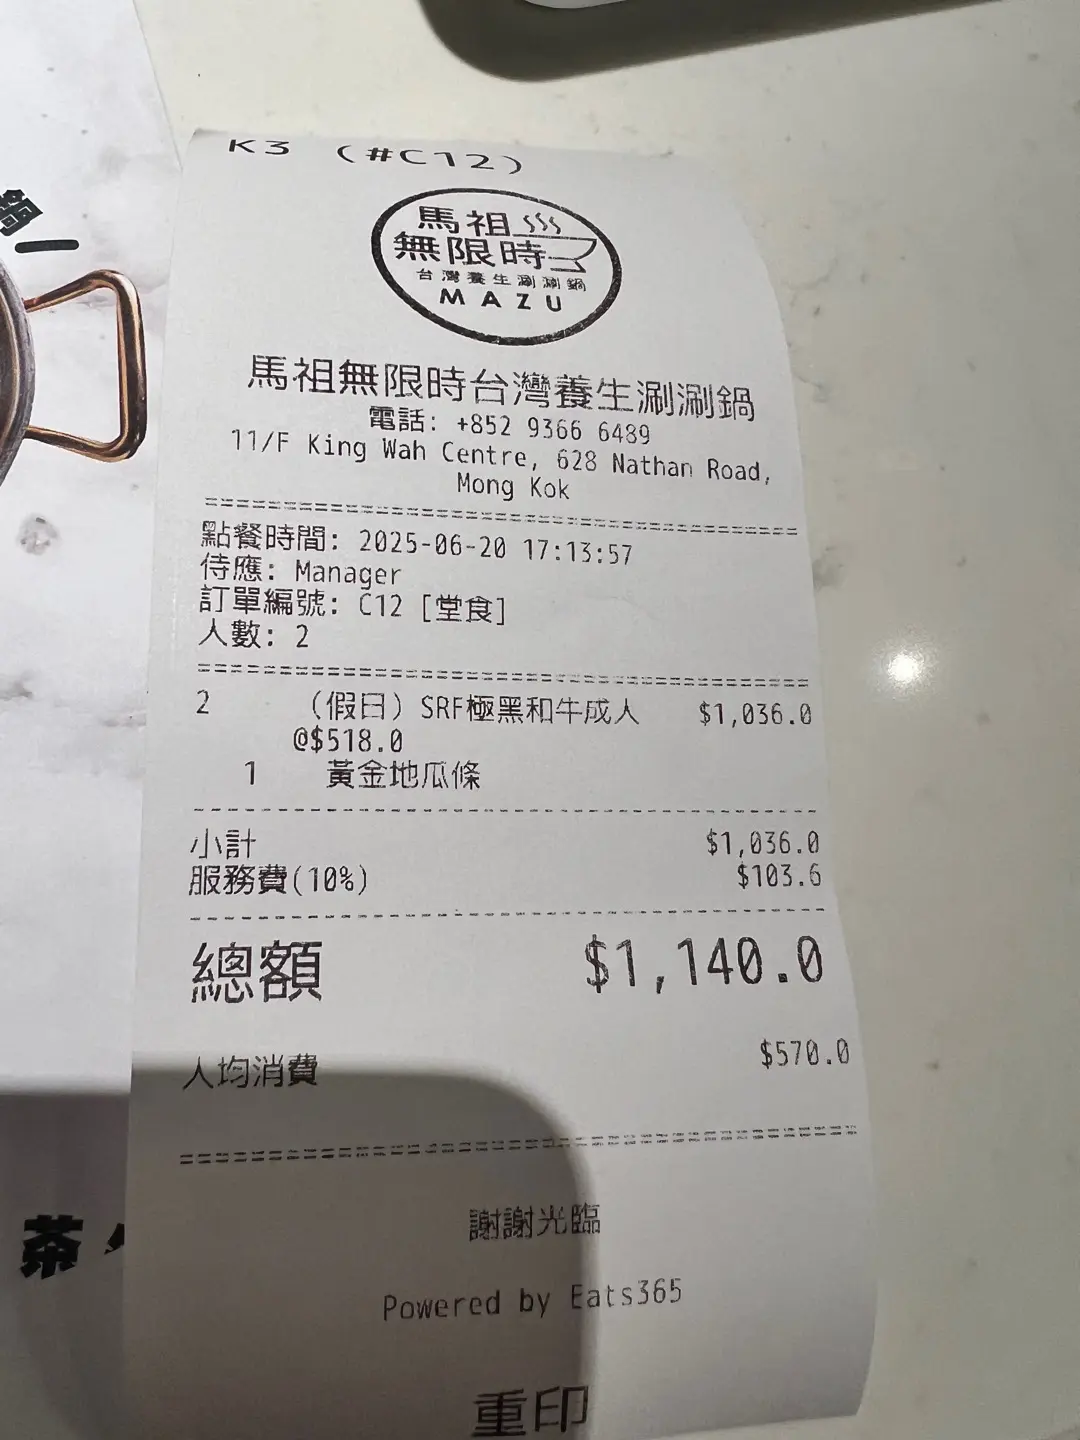 鍋
茶
K3 (#C12)
馬祖
無限時
台灣養生涮涮鍋
MAZU
馬祖無限時台灣養生涮涮鍋
電話: +852 9366 6489
11/F King Wah Centre, 628 Nathan Road,
Mong Kok
點餐時間: 2025-06-20 17:13:57
侍應: Manager
訂單編號: C12 [堂食]
人數: 2
2 (假日) SRF極黑和牛成人 $1,036.0
@$518.0
1 黃金地瓜條
小計 $1,036.0
服務費(10%) $103.6
總額 $1,140.0
人均消費 $570.0
謝謝光臨
Powered by Eats365
重印